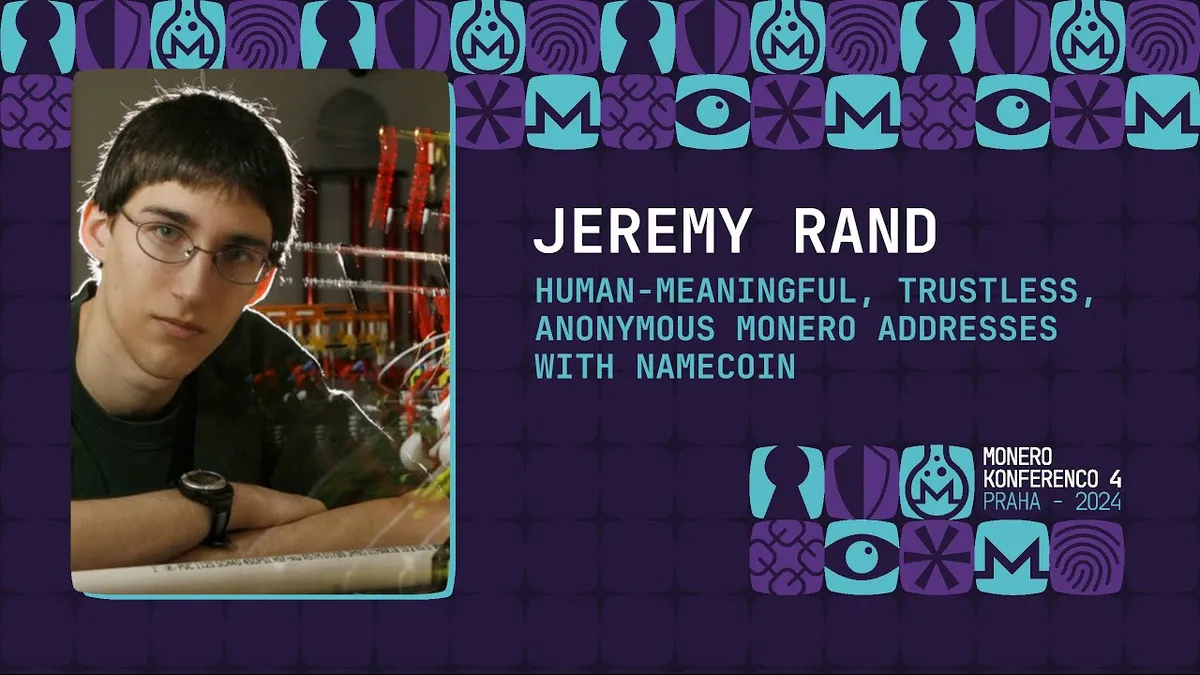 JEREMY RAND
HUMAN-MEANINGFUL, TRUSTLESS,
ANONYMOUS MONERO ADDRESSES
WITH NAMECOIN
MONERO
KONFERENCO 4
PRAHA - 2024